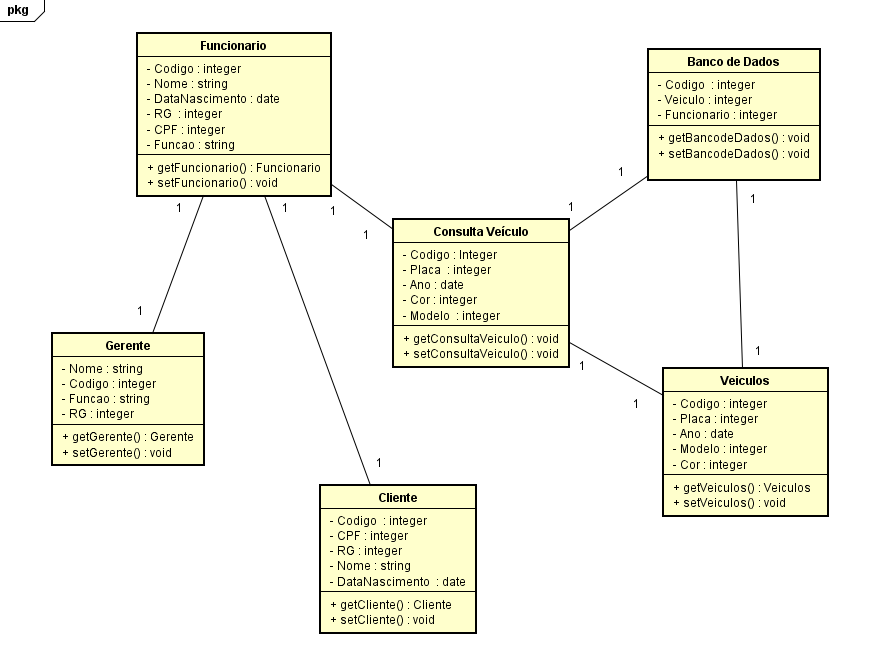 pkg
Funcionario
- Codigo : integer
- Nome : string
- DataNascimento : date
- RG : integer
- CPF : integer
- Funcao : string
+ getFuncionario() : Funcionario
+ setFuncionario() : void
Banco de Dados
- Codigo : integer
- Veiculo : integer
- Funcionario : integer
+ getBancodeDados() : void
+ setBancodeDados() : void
1
1
1
1
1
1
1
Consulta Veículo
- Codigo : Integer
- Placa : integer
- Ano : date
- Cor : integer
- Modelo : integer
+ getConsultaVeiculo() : void
+ setConsultaVeiculo() : void
1
1
1
1
Gerente
- Nome : string
- Codigo : integer
- Funcao : string
- RG : integer
+ getGerente() : Gerente
+ setGerente() : void
Veiculos
- Codigo : integer
- Placa : integer
- Ano : date
- Modelo : integer
- Cor : integer
+ getVeiculos() : Veiculos
+ setVeiculos() : void
1
Cliente
- Codigo : integer
- CPF : integer
- RG : integer
- Nome : string
- DataNascimento : date
+ getCliente() : Cliente
+ setCliente() : void